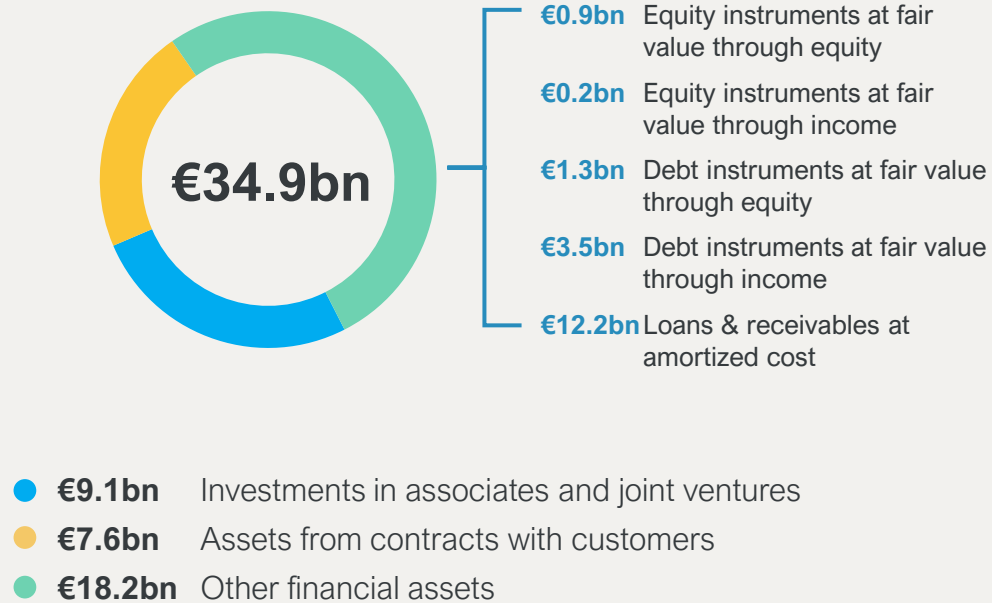 €34.9bn
€0.9bn Equity instruments at fair
value through equity
€0.2bn Equity instruments at fair
value through income
€1.3bn Debt instruments at fair value
through equity
€3.5bn Debt instruments at fair value
through income
€12.2bn Loans & receivables at
amortized cost
€9.1bn Investments in associates and joint ventures
€7.6bn Assets from contracts with customers
€18.2bn Other financial assets